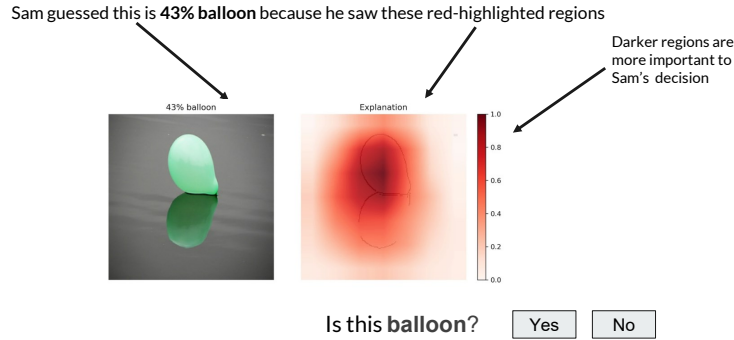 Sam guessed this is 43% balloon because he saw these red-highlighted regions
Darker regions are
more important to
Sam's decision
43% balloon
Explanation
1.0
0.8
0.6
0.4
0.2
0.0
Is this balloon?
Yes
No